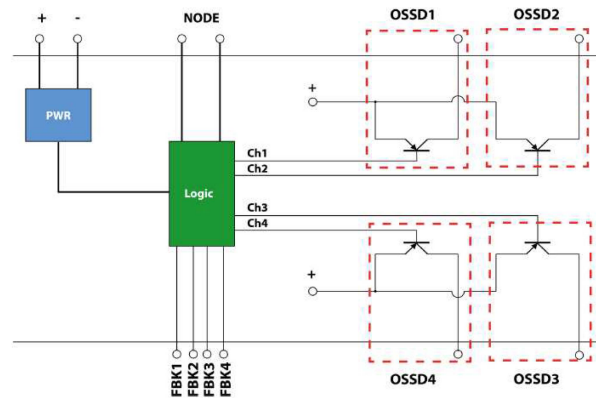 + - NODE OSSD1 OSSD2
+
PWR
Logic
Ch1
Ch2
Ch3
Ch4
+
FBK1
FBK2
FBK3
FBK4
OSSD4 OSSD3